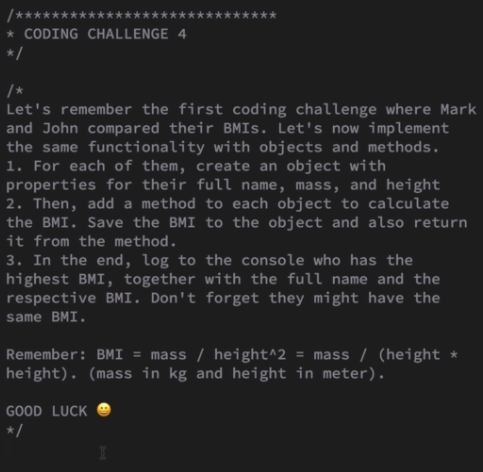 /*****************************
* CODING CHALLENGE 4
*/
/*
Let's remember the first coding challenge where Mark
and John compared their BMIs. Let's now implement
the same functionality with objects and methods.
1. For each of them, create an object with
properties for their full name, mass, and height
2. Then, add a method to each object to calculate
the BMI. Save the BMI to the object and also return
it from the method.
3. In the end, log to the console who has the
highest BMI, together with the full name and the
respective BMI. Don't forget they might have the
same BMI.
Remember: BMI = mass / height^2 = mass / (height *
height). (mass in kg and height in meter).
GOOD LUCK 😀
*/